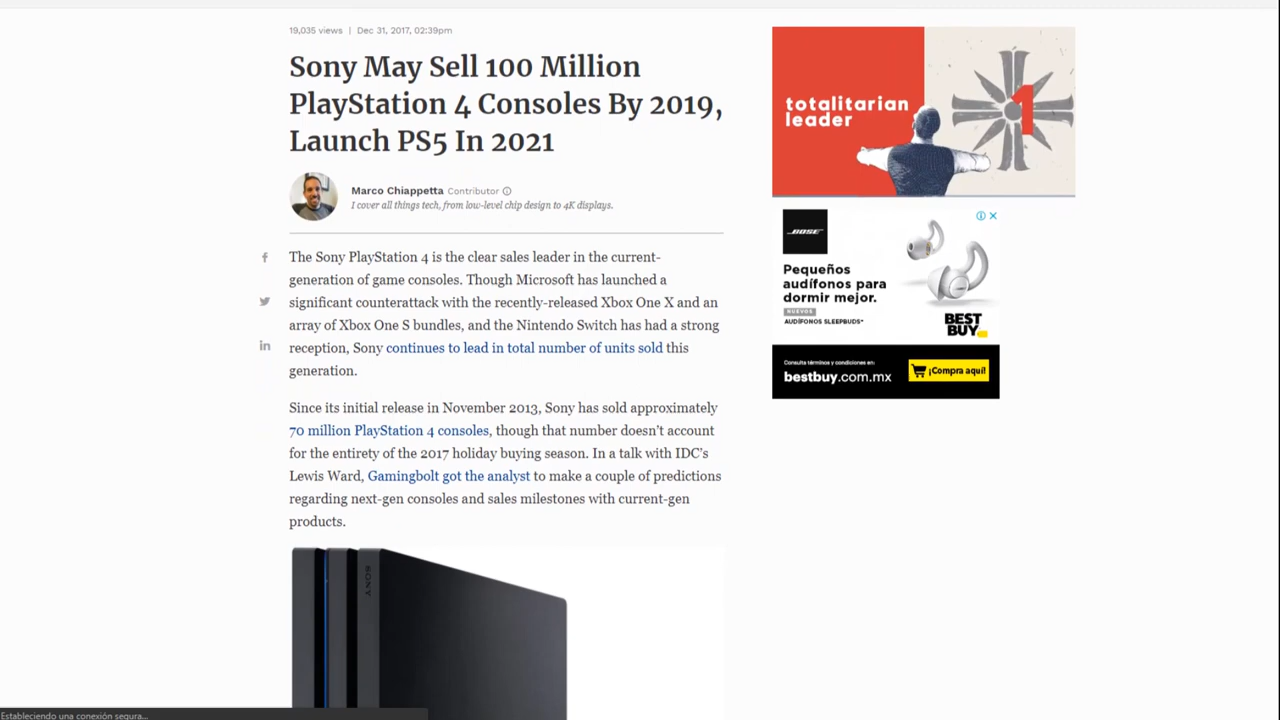 19,035 views | Dec 31, 2017, 02:39pm
Sony May Sell 100 Million
PlayStation 4 Consoles By 2019,
Launch PS5 In 2021
Marco Chiappetta Contributor
I cover all things tech, from low-level chip design to 4K displays.
The Sony PlayStation 4 is the clear sales leader in the current-
generation of game consoles. Though Microsoft has launched a
significant counterattack with the recently-released Xbox One X and an
array of Xbox One S bundles, and the Nintendo Switch has had a strong
reception, Sony continues to lead in total number of units sold this
generation.
Since its initial release in November 2013, Sony has sold approximately
70 million PlayStation 4 consoles, though that number doesn't account
for the entirety of the 2017 holiday buying season. In a talk with IDC's
Lewis Ward, Gamingbolt got the analyst to make a couple of predictions
regarding next-gen consoles and sales milestones with current-gen
products.
SONY
totalitarian
leader
1
BOSE
Pequeños
audífonos para
dormir mejor.
NUEVOS
AUDÍFONOS SLEEPBUDS*
BEST
BUY
Consulta términos y condiciones en:
bestbuy.com.mx
¡Compra aquí!
Estableciendo una conexión segura...